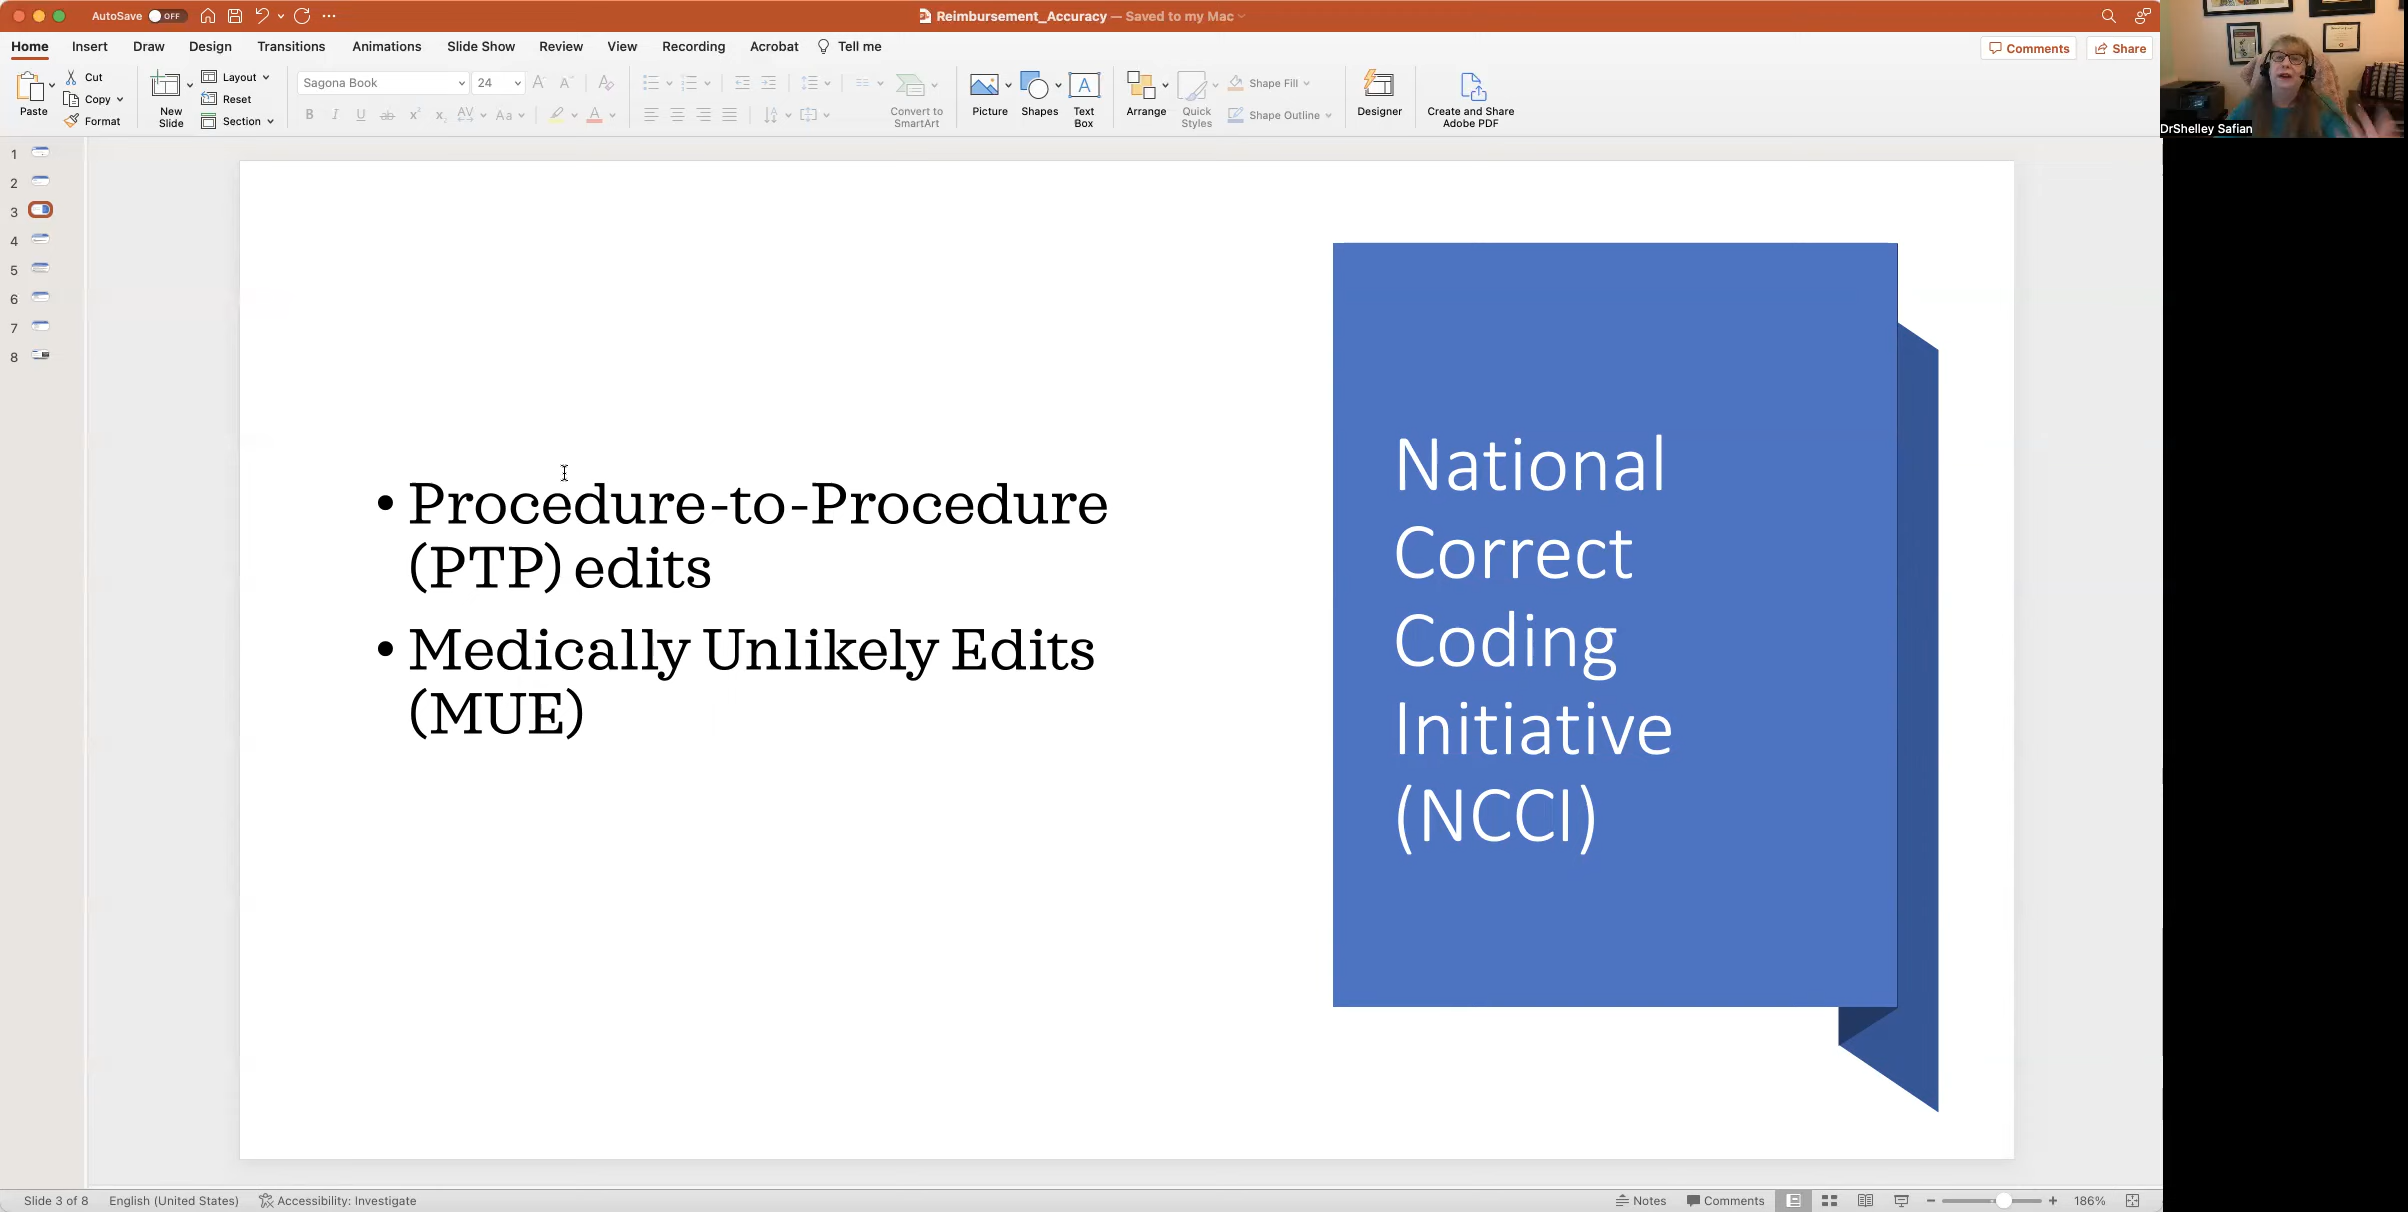 AutoSave OFF
Reimbursement_Accuracy — Saved to my Mac
Home Insert Draw Design Transitions Animations Slide Show Review View Recording Acrobat Tell me
Comments Share
Paste
Cut
Copy
Format
New
Slide
Layout
Reset
Section
Sagona Book 24
Convert to
SmartArt
Picture
Shapes
Text
Box
Arrange
Quick
Styles
Shape Fill
Shape Outline
Designer
Create and Share
Adobe PDF
DrShelley Safian
1
2
3
4
5
6
7
8
• Procedure-to-Procedure
(PTP) edits
• Medically Unlikely Edits
(MUE)
National
Correct
Coding
Initiative
(NCCI)
Slide 3 of 8 English (United States) Accessibility: Investigate
Notes Comments 186%